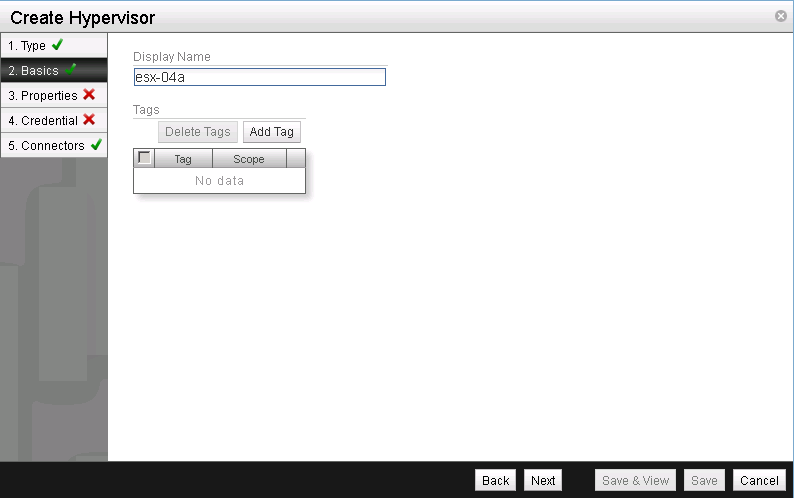 Create Hypervisor
1. Type
2. Basics
3. Properties
4. Credential
5. Connectors
Display Name
esx-04a
Tags
Delete Tags Add Tag
Tag Scope
No data
Back Next Save & View Save Cancel